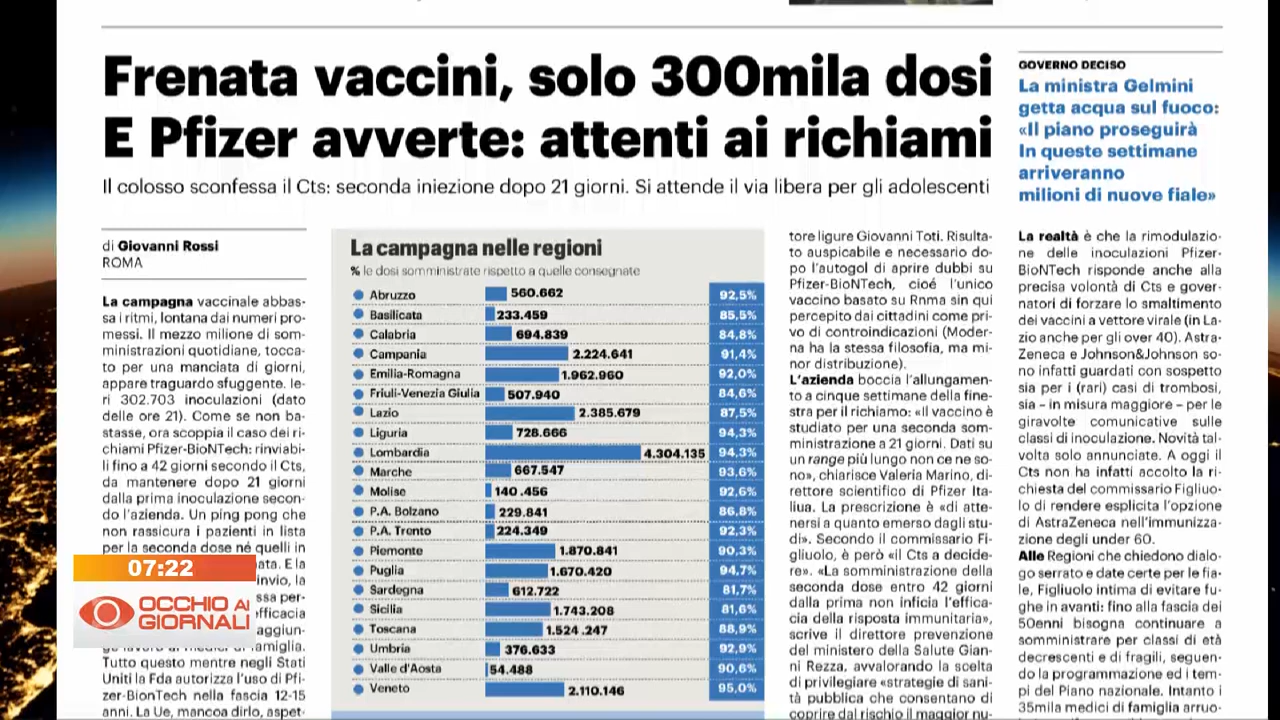 Frenata vaccini, solo 300mila dosi
E Pfizer avverte: attenti ai richiami
Il colosso sconfessa il Cts: seconda iniezione dopo 21 giorni. Si attende il via libera per gli adolescenti
di Giovanni Rossi
ROMA
La campagna vaccinale abbas-
sa i ritmi, lontana dai numeri pro-
messi. Il mezzo milione di som-
ministrazioni quotidiane, tocca-
to per una manciata di giorni,
appare traguardo sfuggente. Ie-
ri 302.703 inoculazioni (dato
delle ore 21). Come se non ba-
stasse, ora scoppia il caso dei ri-
chiami Pfizer-BioNTech: rinviabi-
li fino a 42 giorni secondo il Cts,
da mantenere dopo 21 giorni
dalla prima inoculazione secon-
do l'azienda. Un ping pong che
non rassicura i pazienti in lista
per la seconda dose né quelli in
ata. E la
invio, la
ssa per-
efficacia
aggiun-
famiglia.
Tutto questo mentre negli Stati
Uniti la Fda autorizza l'uso di Pfi-
zer-BionTech nella fascia 12-15
anni. La Ue, mancoa dirlo, aspet-
07:22
OCCHIO AI
GIORNALI
La campagna nelle regioni
% le dosi somministrate rispetto a quelle consegnate
Abruzzo 560.662 92,5%
Basilicata 233.459 85,5%
Calabria 694.839 84,8%
Campania 2.224.641 91,4%
Emilia-Romagna 1.962.960 92,0%
Friuli-Venezia Giulia 507.940 84,6%
Lazio 2.385.679 87,5%
Liguria 728.666 94,3%
Lombardia 4.304.135 94,3%
Marche 667.547 93,6%
Molise 140.456 92,6%
P.A. Bolzano 229.841 86,8%
P.A. Trento 224.349 92,3%
Piemonte 1.870.841 90,3%
Puglia 1.670.420 94,7%
Sardegna 612.722 81,7%
Sicilia 1.743.208 81,6%
Toscana 1.524.247 88,9%
Umbria 376.633 92,9%
Valle d'Aosta 54.488 90,6%
Veneto 2.110.146 95,0%
tore ligure Giovanni Toti. Risulta-
to auspicabile e necessario do-
po l'autogol di aprire dubbi su
Pfizer-BioNTech, cioé l'unico
vaccino basato su Rnma sin qui
percepito dai cittadini come pri-
vo di controindicazioni (Moder-
na ha la stessa filosofia, ma mi-
nor distribuzione).
L'azienda boccia l'allungamen-
to a cinque settimane della fine-
stra per il richiamo: «Il vaccino è
studiato per una seconda som-
ministrazione a 21 giorni. Dati su
un range più lungo non ce ne so-
no», chiarisce Valeria Marino, di-
rettore scientifico di Pfizer Ita-
liua. La prescrizione è «di atte-
nersi a quanto emerso dagli stu-
di». Secondo il commissario Fi-
gliuolo, è però «il Cts a decide-
re». «La somministrazione della
seconda dose entro 42 giorni
dalla prima non inficia l'effica-
cia della risposta immunitaria»,
scrive il direttore prevenzione
del ministero della Salute Gian-
ni Rezza, avvalorando la scelta
di privilegiare «strategie di sani-
tà pubblica che consentano di
coprire dal rischio il maggior nu-
GOVERNO DECISO
La ministra Gelmini
getta acqua sul fuoco:
«Il piano proseguirà
In queste settimane
arriveranno
milioni di nuove fiale»
La realtà è che la rimodulazio-
ne delle inoculazioni Pfizer-
BioNTech risponde anche alla
precisa volontà di Cts e gover-
natori di forzare lo smaltimento
dei vaccini a vettore virale (in La-
zio anche per gli over 40). Astra-
Zeneca e Johnson&Johnson so-
no infatti guardati con sospetto
sia per i (rari) casi di trombosi,
sia – in misura maggiore – per le
giravolte comunicative sulle
classi di inoculazione. Novità tal-
volta solo annunciate. A oggi il
Cts non ha infatti accolto la ri-
chiesta del commissario Figliuo-
lo di rendere esplicita l'opzione
di AstraZeneca nell'immunizza-
zione degli under 60.
Alle Regioni che chiedono dialo-
go serrato e date certe per le fia-
le, Figliuolo intima di evitare fu-
ghe in avanti: fino alla fascia dei
50enni bisogna continuare a
somministrare per classi di età
decrescenti e di fragili, seguen-
do la programmazione ed i tem-
pi del Piano nazionale. Intanto i
35mila medici di famiglia arruo-